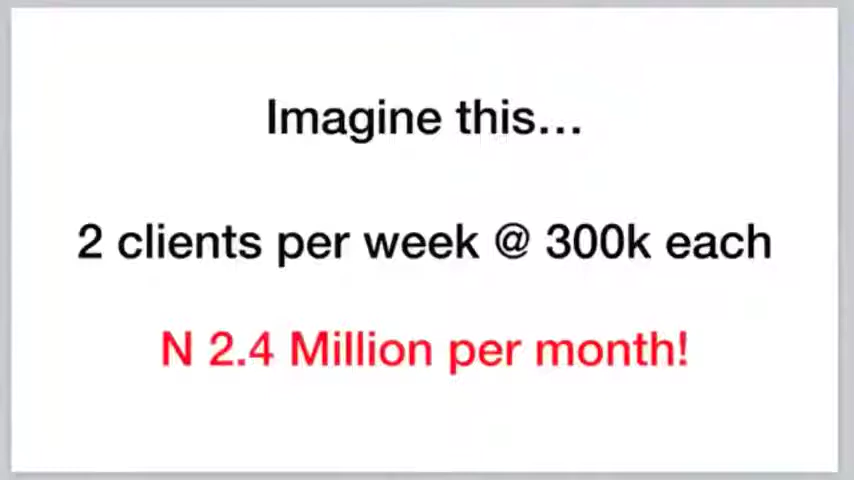 Imagine this...
2 clients per week @ 300k each
N 2.4 Million per month!